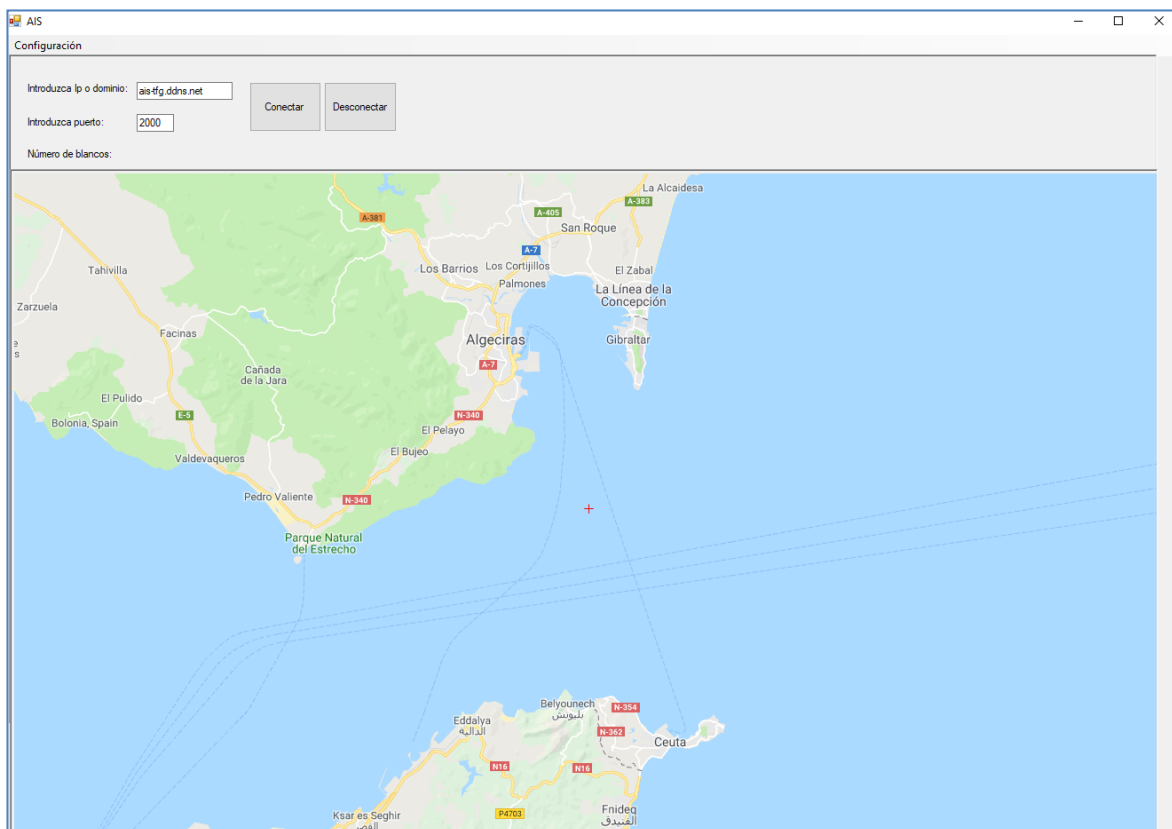 AIS
Configuración
Introduzca Ip o dominio:
ais-tfg.ddns.net
Conectar
Desconectar
Introduzca puerto:
2000
Número de blancos:
La Alcaidesa
A-383
A-405
A-381
San Roque
A-7
Tahivilla
Los Barrios
Los Cortijillos
El Zabal
Palmones
La Línea de la
Concepción
Zarzuela
Facinas
Algeciras
Gibraltar
A-7
Cañada
de la Jara
El Pulido
E-5
N-340
Bolonia, Spain
El Pelayo
El Bujeo
Valdevaqueros
Pedro Valiente
N-340
Parque Natural
del Estrecho
Belyounech
بليونش
N-354
Eddalya
الدالية
N-362
Ceuta
N16
N16
Ksar es Seghir
P4703
Fnideq
الفنيدق